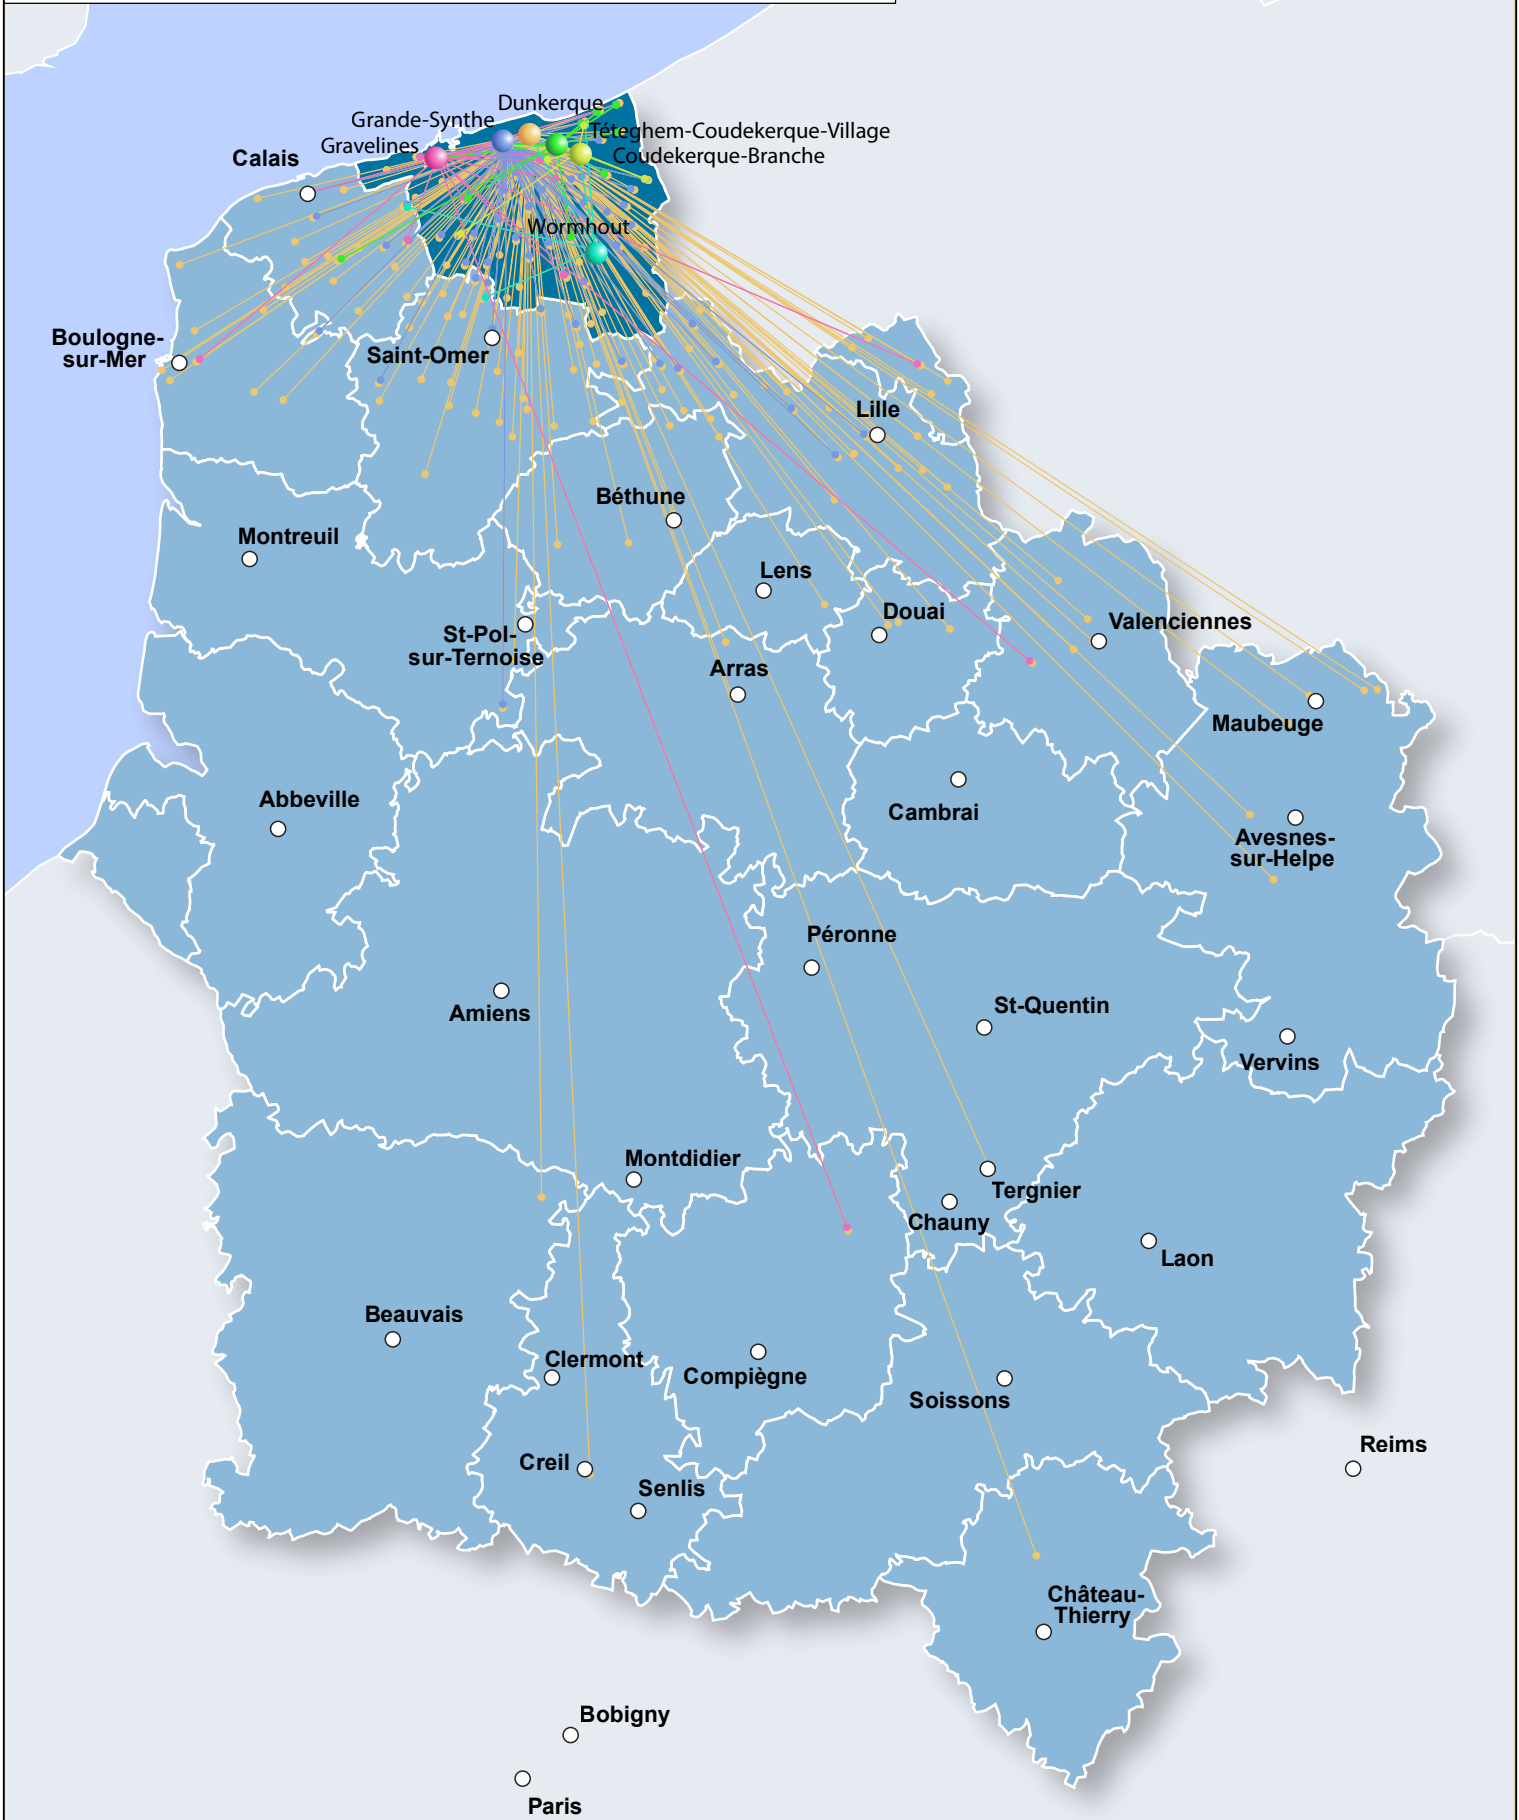 Dunkerque
Grande-Synthe
Téteghem-Coudekerque-Village
Gravelines
Coudekerque-Branche
Calais
Wormhout
Boulogne-
sur-Mer
Saint-Omer
Lille
Béthune
Montreuil
Lens
Douai
Valenciennes
St-Pol-
sur-Ternoise
Arras
Maubeuge
Abbeville
Cambrai
Avesnes-
sur-Helpe
Péronne
St-Quentin
Amiens
Vervins
Montdidier
Tergnier
Chauny
Laon
Beauvais
Clermont
Compiègne
Soissons
Reims
Creil
Senlis
Château-
Thierry
Bobigny
Paris